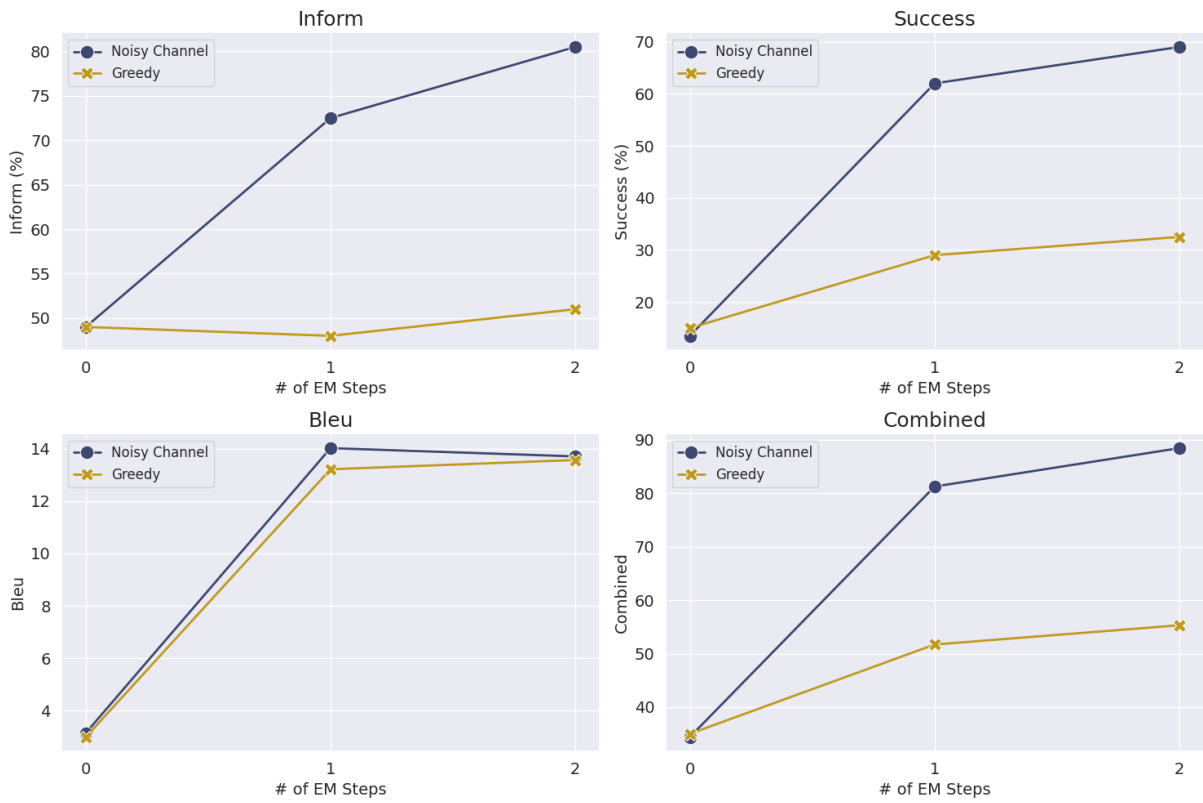 Inform
Noisy Channel
Greedy
80
75
70
65
60
55
50
Inform (%)
0
1
2
# of EM Steps
Success
Noisy Channel
Greedy
70
60
50
40
30
20
Success (%)
0
1
2
# of EM Steps
Bleu
Noisy Channel
Greedy
14
12
10
8
6
4
Bleu
0
1
2
# of EM Steps
Combined
Noisy Channel
Greedy
90
80
70
60
50
40
Combined
0
1
2
# of EM Steps